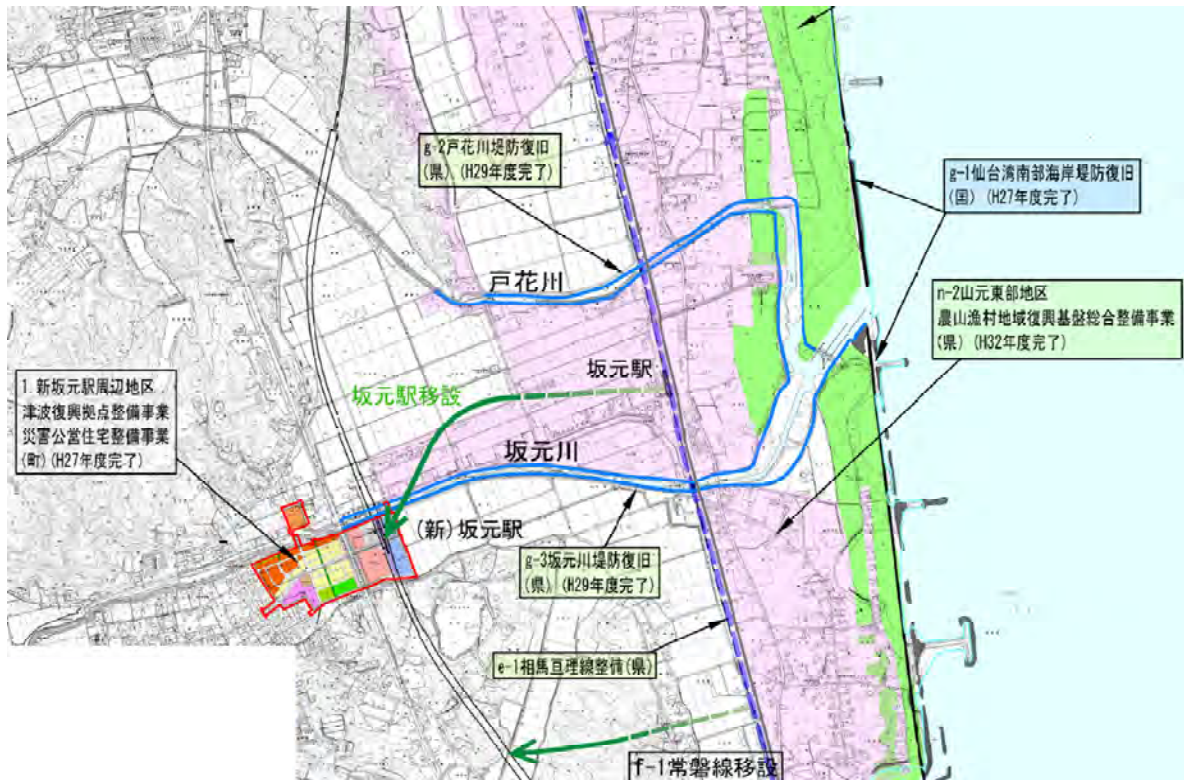 g-2戸花川堤防復旧
(県) (H29年度完了)
g-1仙台湾南部海岸堤防復旧
(国) (H27年度完了)
戸花川
n-2山元東部地区
農山漁村地域復興基盤総合整備事業
(県) (H32年度完了)
坂元駅
1.新坂元駅周辺地区
津波復興拠点整備事業
災害公営住宅整備事業
(町)(H27年度完了)
坂元駅移設
坂元川
(新)坂元駅
g-3坂元川堤防復旧
(県) (H29年度完了)
e-1相馬亘理線整備(県)
f-1常磐線移設